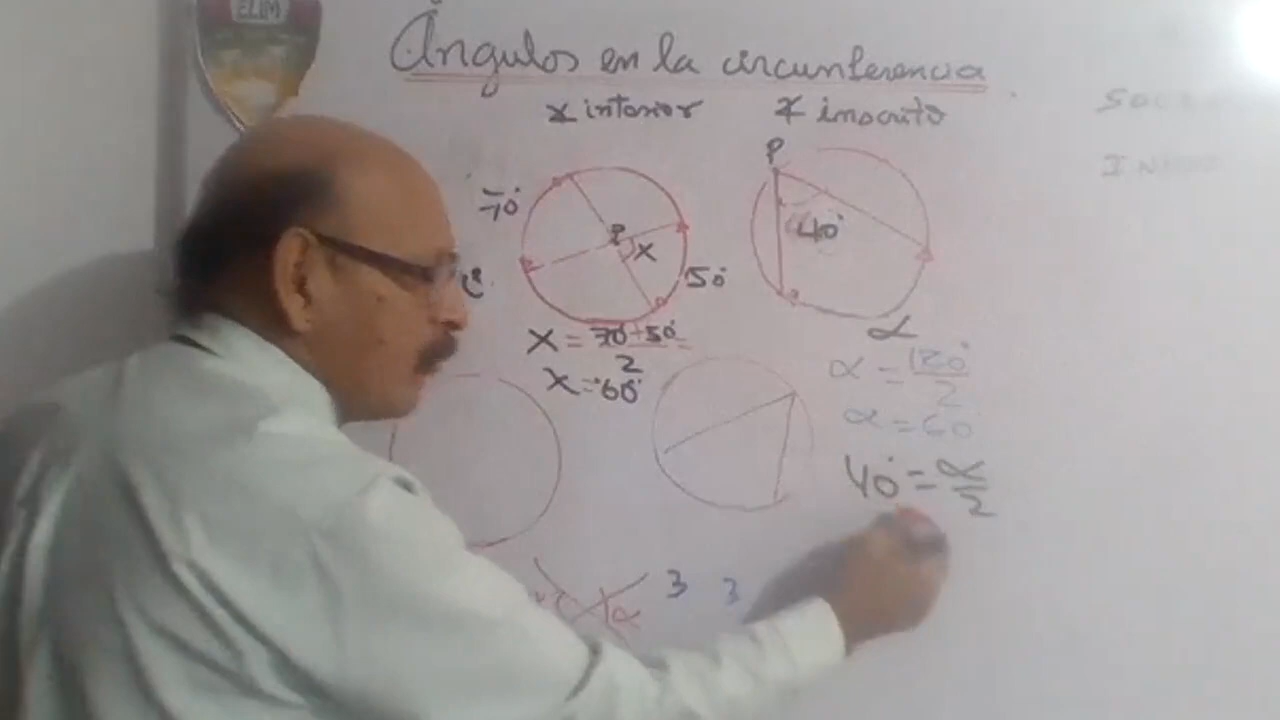 ELIM
Ángulos en la circunferencia
∡ interior
∡ inscrito
P
70°
P
X
50°
40°
α
X = 70° + 50° / 2
X = 60°
α = 120° / 2
α = 60
40° = α / 2
3 3
α